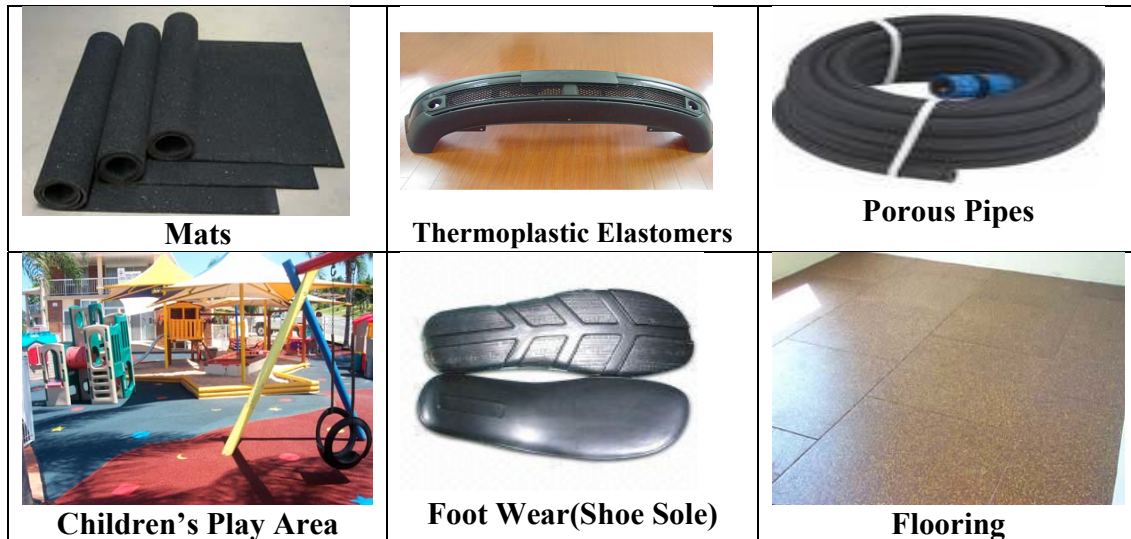 Mats
Thermoplastic Elastomers
Porous Pipes
Children’s Play Area
Foot Wear(Shoe Sole)
Flooring